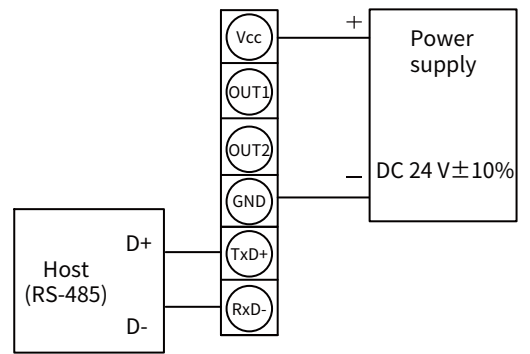 Vcc
OUT1
OUT2
GND
TxD+
RxD-
+
Power
supply
DC 24 V±10%
−
D+
Host
(RS-485)
D-